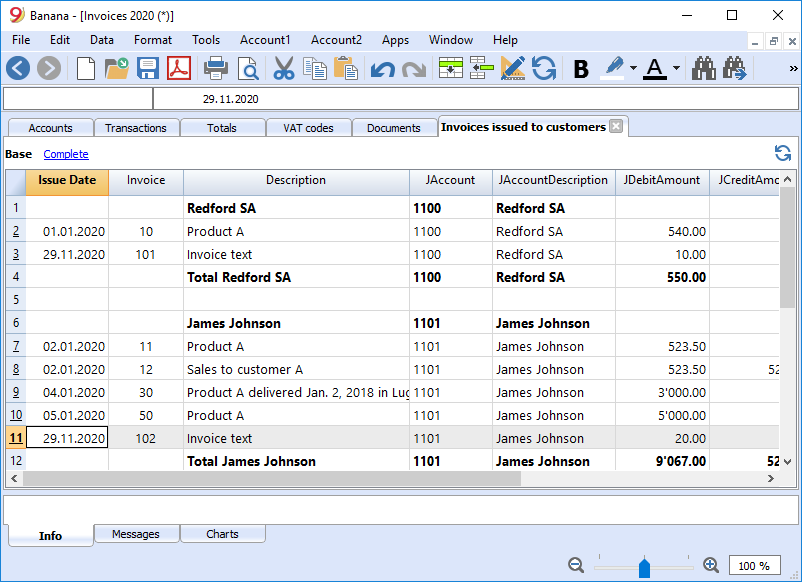 Banana - [Invoices 2020 (*)]
File Edit Data Format Tools Account1 Account2 Apps Window Help
B A »
29.11.2020
Accounts Transactions Totals VAT codes Documents Invoices issued to customers
Base Complete
Issue Date Invoice Description JAccount JAccountDescription JDebitAmount JCreditAmo
1 Redford SA 1100 Redford SA
2 01.01.2020 10 Product A 1100 Redford SA 540.00
3 29.11.2020 101 Invoice text 1100 Redford SA 10.00
4 Total Redford SA 1100 Redford SA 550.00
5
6 James Johnson 1101 James Johnson
7 02.01.2020 11 Product A 1101 James Johnson 523.50
8 02.01.2020 12 Sales to customer A 1101 James Johnson 523.50 52
9 04.01.2020 30 Product A delivered Jan. 2, 2018 in Lug 1101 James Johnson 3'000.00
10 05.01.2020 50 Product A 1101 James Johnson 5'000.00
11 29.11.2020 102 Invoice text 1101 James Johnson 20.00
12 Total James Johnson 1101 James Johnson 9'067.00 52
Info Messages Charts
100 %